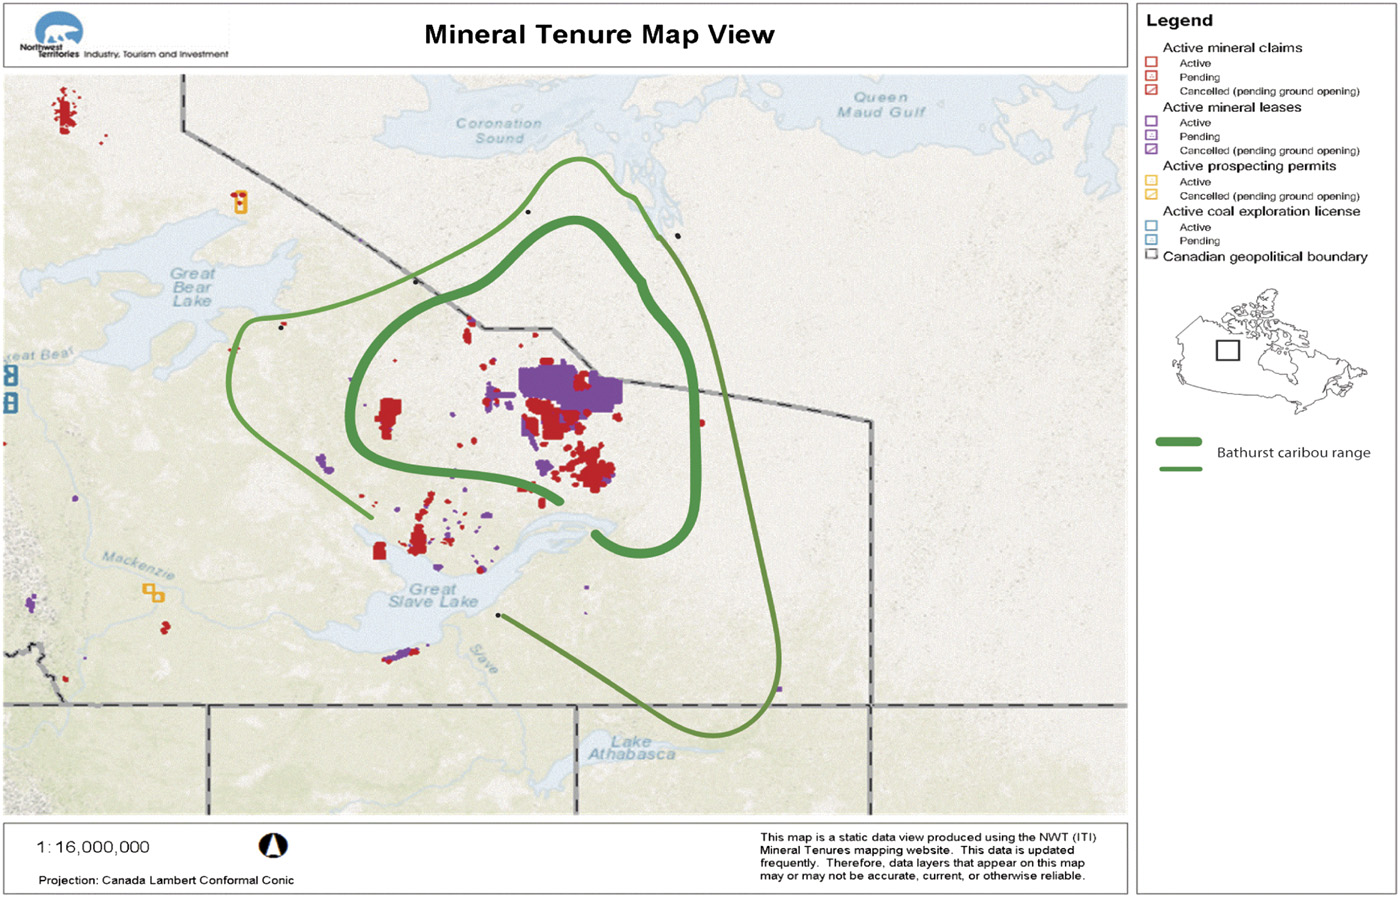 Northwest
Territories Industry, Tourism and Investment
Mineral Tenure Map View
Coronation
Sound
Queen
Maud Gulf
Great
Bear
Lake
reat Bear
Mackenzie
Great
Slave Lake
Slave
Lake
Athabasca
1: 16,000,000
Projection: Canada Lambert Conformal Conic
This map is a static data view produced using the NWT (ITI)
Mineral Tenures mapping website. This data is updated
frequently. Therefore, data layers that appear on this map
may or may not be accurate, current, or otherwise reliable.
Legend
Active mineral claims
Active
Pending
Cancelled (pending ground opening)
Active mineral leases
Active
Pending
Cancelled (pending ground opening)
Active prospecting permits
Active
Cancelled (pending ground opening)
Active coal exploration license
Active
Pending
Canadian geopolitical boundary
Bathurst caribou range